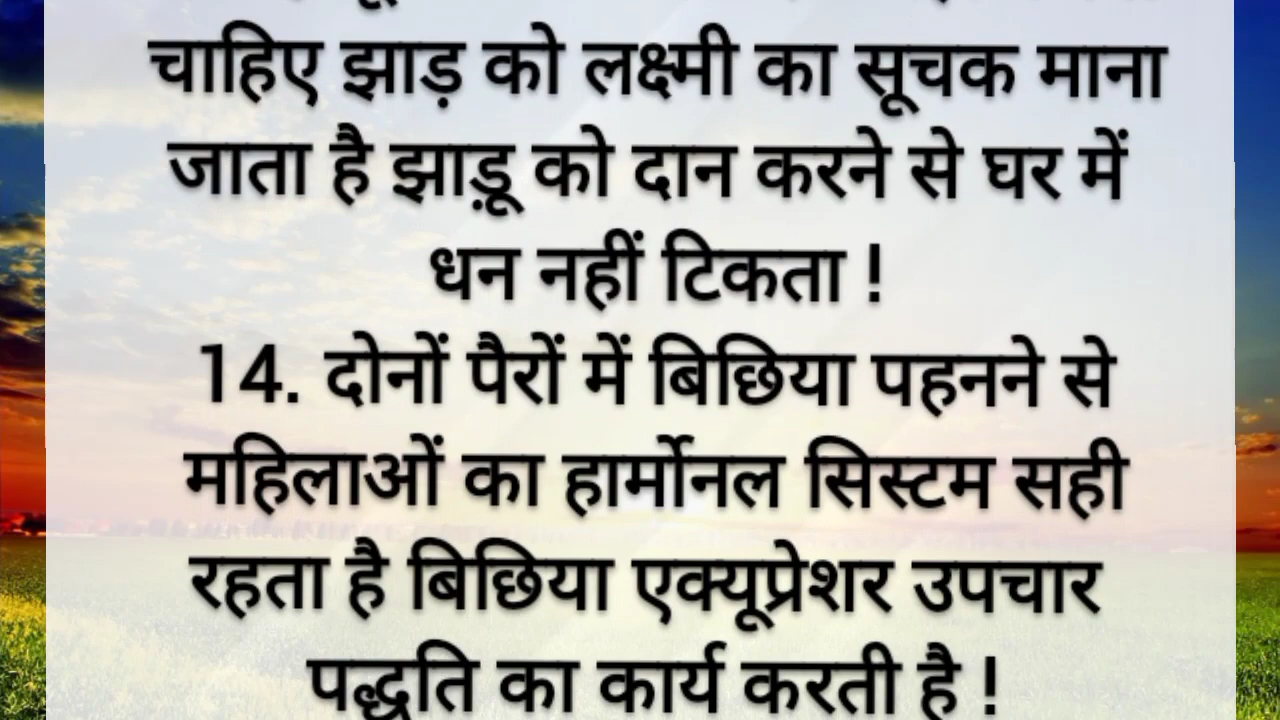 चाहिए झाड़ को लक्ष्मी का सूचक माना
जाता है झाड़ू को दान करने से घर में
धन नहीं टिकता !
14. दोनों पैरों में बिछिया पहनने से
महिलाओं का हार्मोनल सिस्टम सही
रहता है बिछिया एक्यूप्रेशर उपचार
पद्धति का कार्य करती है !